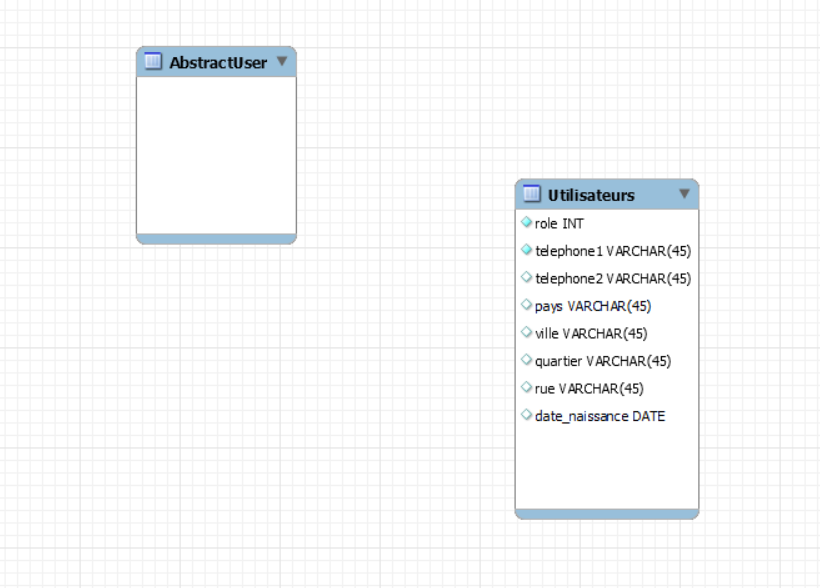 AbstractUser
Utilisateurs
role INT
telephone1 VARCHAR(45)
telephone2 VARCHAR(45)
pays VARCHAR(45)
ville VARCHAR(45)
quartier VARCHAR(45)
rue VARCHAR(45)
date_naissance DATE